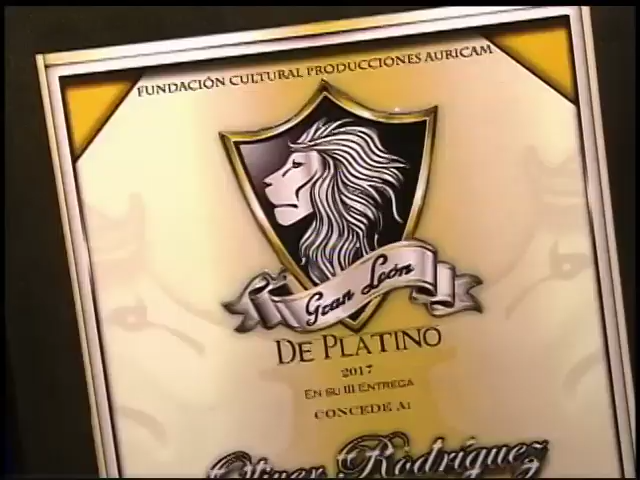 FUNDACIÓN CULTURAL PRODUCCIONES AURICAM
Gran León
DE PLATINO
2017
EN SU III ENTREGA
CONCEDE A:
Rodríguez